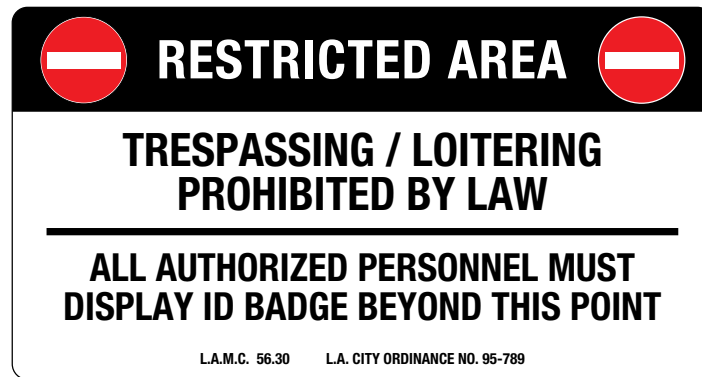 RESTRICTED AREA
TRESPASSING / LOITERING
PROHIBITED BY LAW
ALL AUTHORIZED PERSONNEL MUST
DISPLAY ID BADGE BEYOND THIS POINT
L.A.M.C. 56.30 L.A. CITY ORDINANCE NO. 95-789